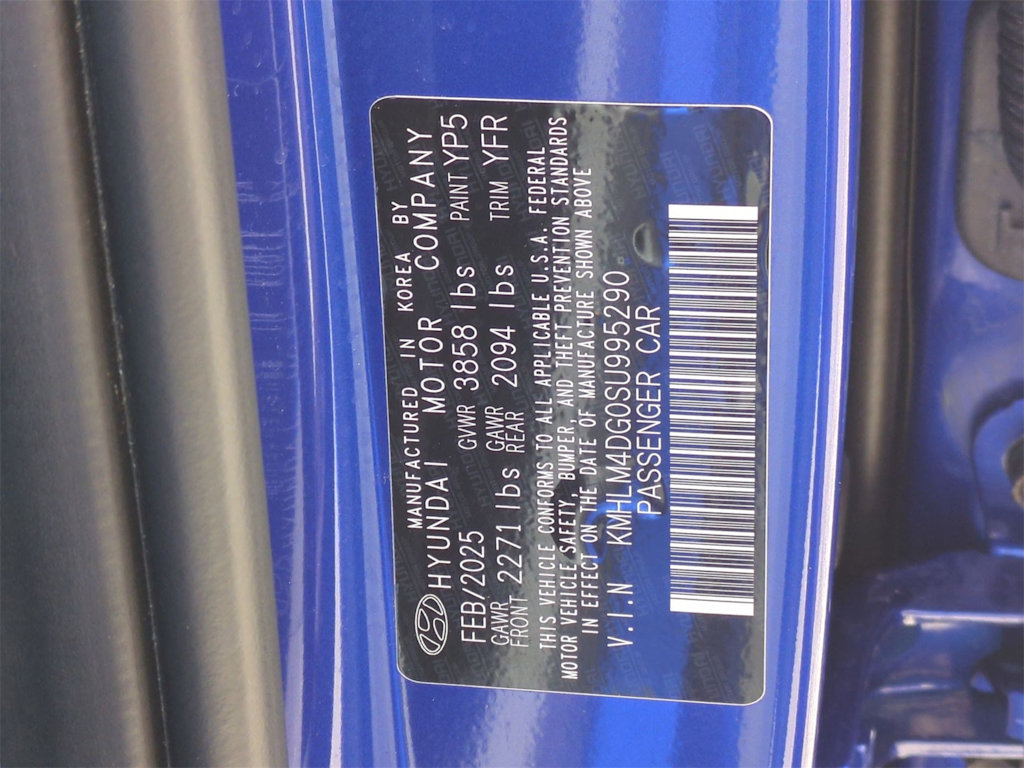 MANUFACTURED IN KOREA BY
HYUNDAI MOTOR COMPANY
FEB/2025 GVWR 3858 lbs PAINT YP5
GAWR FRONT 2271 lbs GAWR REAR 2094 lbs TRIM YFR
THIS VEHICLE CONFORMS TO ALL APPLICABLE U.S.A. FEDERAL
MOTOR VEHICLE SAFETY, BUMPER, AND THEFT PREVENTION STANDARDS
IN EFFECT ON THE DATE OF MANUFACTURE SHOWN ABOVE
V.I.N KMHLM4DG0SU995290
PASSENGER CAR